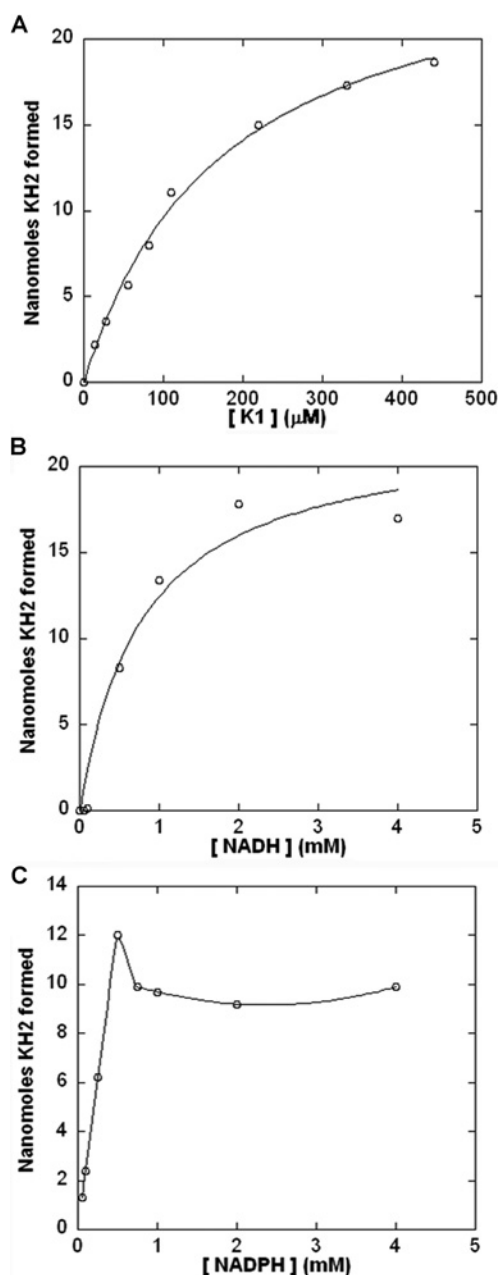 A
Nanomoles KH2 formed
20
15
10
5
0
0 100 200 300 400 500
[ K1 ] (μM)
B
Nanomoles KH2 formed
20
15
10
5
0
0 1 2 3 4 5
[ NADH ] (mM)
C
Nanomoles KH2 formed
14
12
10
8
6
4
2
0
0 1 2 3 4 5
[ NADPH ] (mM)